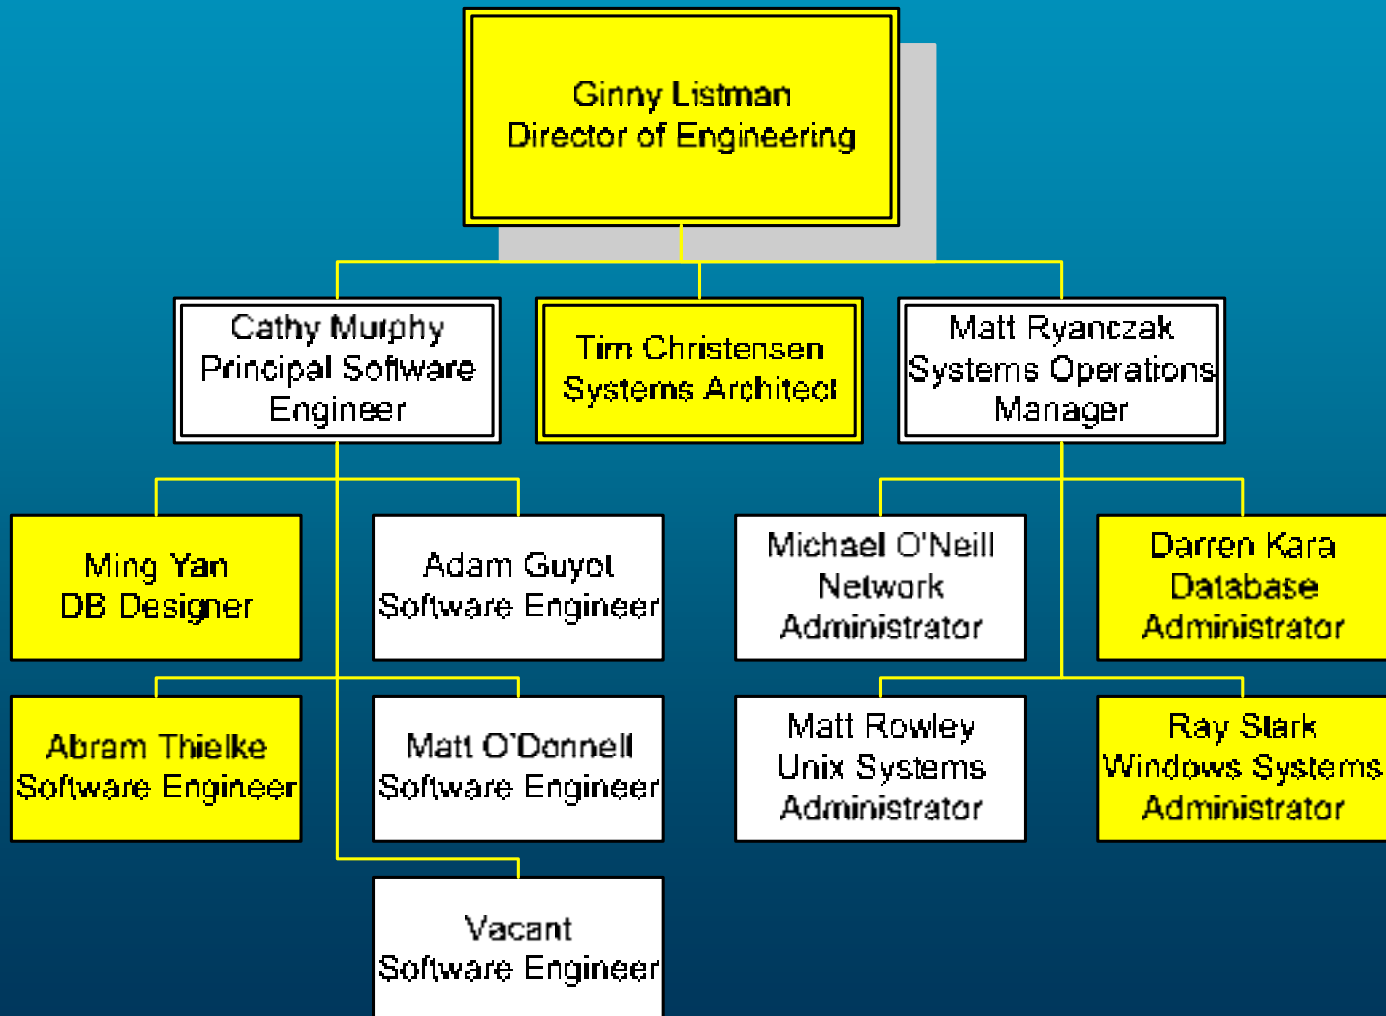 Ginny Listman
Director of Engineering
Cathy Murphy
Principal Software
Engineer
Tim Christensen
Systems Architect
Matt Ryanczak
Systems Operations
Manager
Ming Yan
DB Designer
Adam Guyot
Software Engineer
Michael O'Neill
Network
Administrator
Darren Kara
Database
Administrator
Abram Thielke
Software Engineer
Matt O'Donnell
Software Engineer
Matt Rowley
Unix Systems
Administrator
Ray Stark
Windows Systems
Administrator
Vacant
Software Engineer